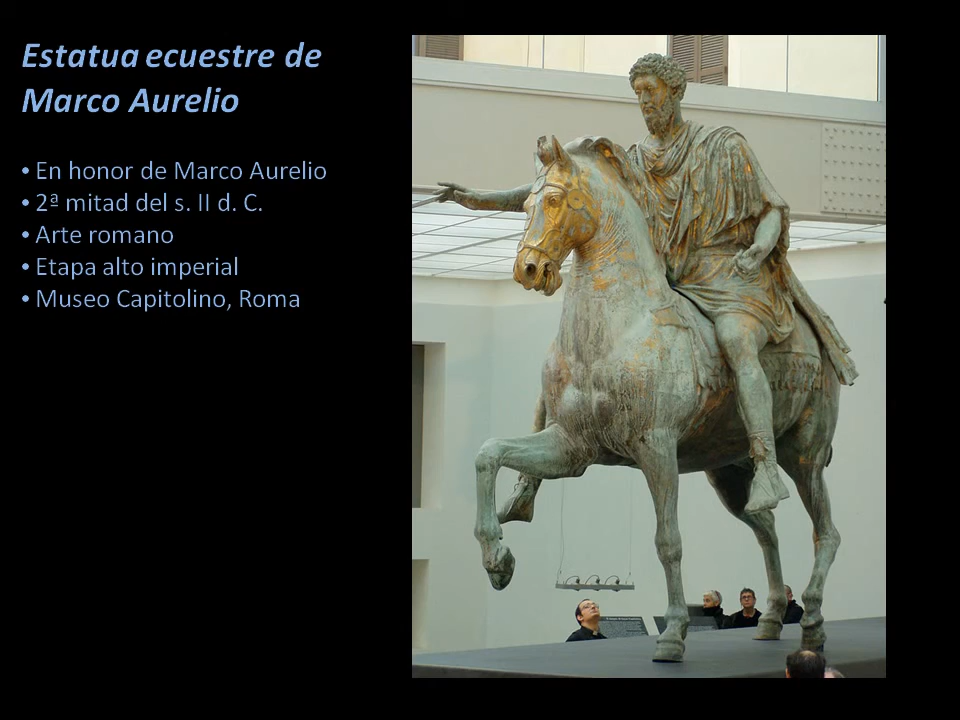 Estatua ecuestre de
Marco Aurelio
• En honor de Marco Aurelio
• 2ª mitad del s. II d. C.
• Arte romano
• Etapa alto imperial
• Museo Capitolino, Roma